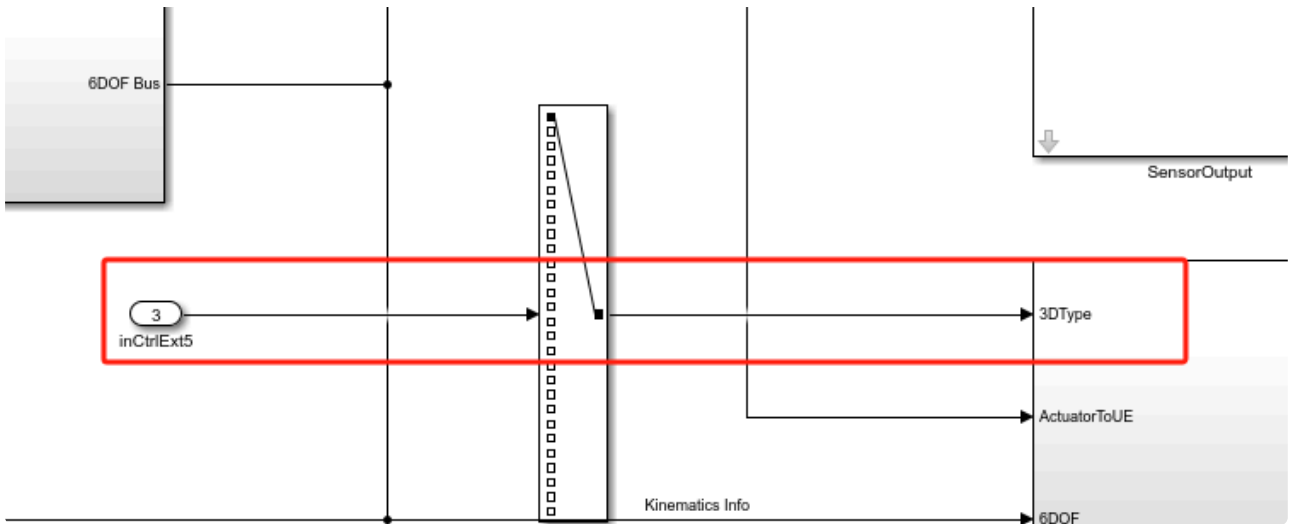 6DOF Bus
SensorOutput
3
inCtrlExt5
3DType
ActuatorToUE
Kinematics Info
6DOF